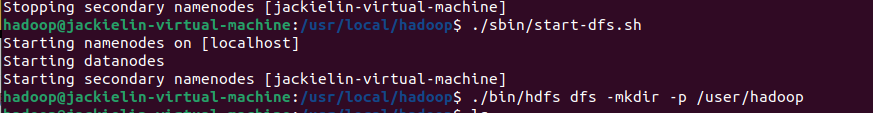 Stopping secondary namenodes [jackielin-virtual-machine]
hadoop@jackielin-virtual-machine:/usr/local/hadoop$ ./sbin/start-dfs.sh
Starting namenodes on [localhost]
Starting datanodes
Starting secondary namenodes [jackielin-virtual-machine]
hadoop@jackielin-virtual-machine:/usr/local/hadoop$ ./bin/hdfs dfs -mkdir -p /user/hadoop